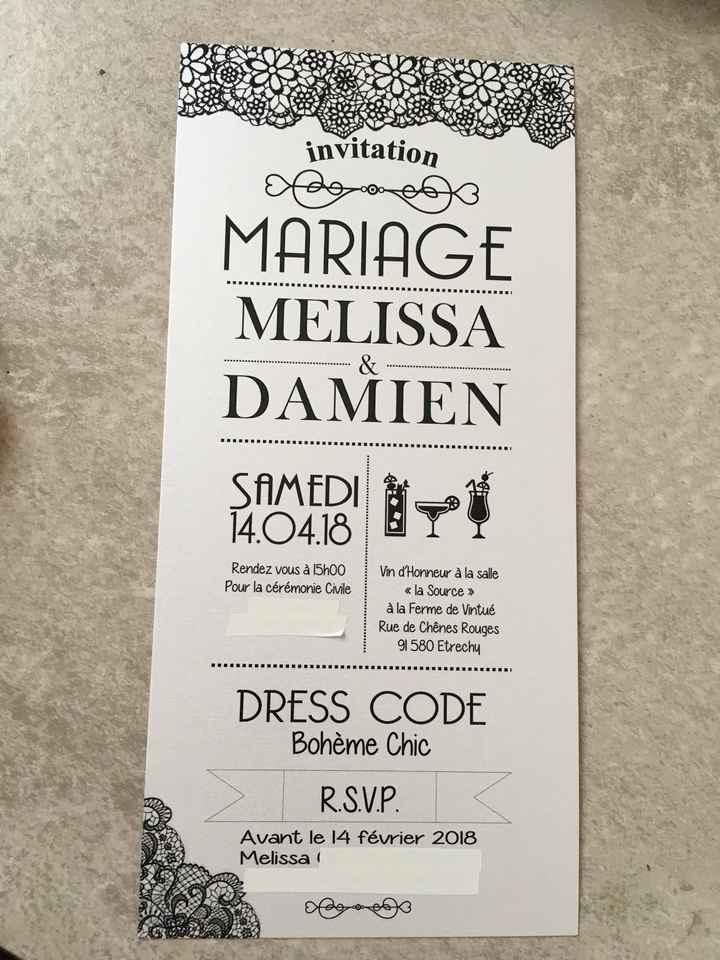 invitation
MARIAGE
MELISSA
&
DAMIEN
SAMEDI
14.04.18
Rendez vous à 15h00
Pour la cérémonie Civile
Vin d'Honneur à la salle
« la Source »
à la Ferme de Vintué
Rue de Chênes Rouges
91 580 Etrechy
DRESS CODE
Bohème Chic
R.S.V.P.
Avant le 14 février 2018
Melissa